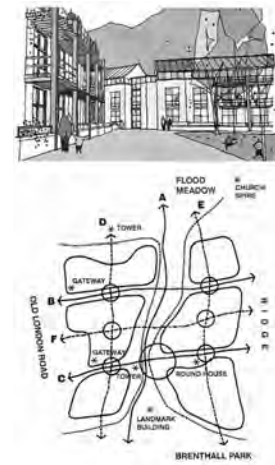 FLOOD
MEADOW
CHURCH
SPIRE
A
E
D
TOWER
GATEWAY
B
OLD LONDON ROAD
F
RIDGE
GATEWAY
C
TOWER
ROUND HOUSE
LANDMARK
BUILDING
BRENTHALL PARK